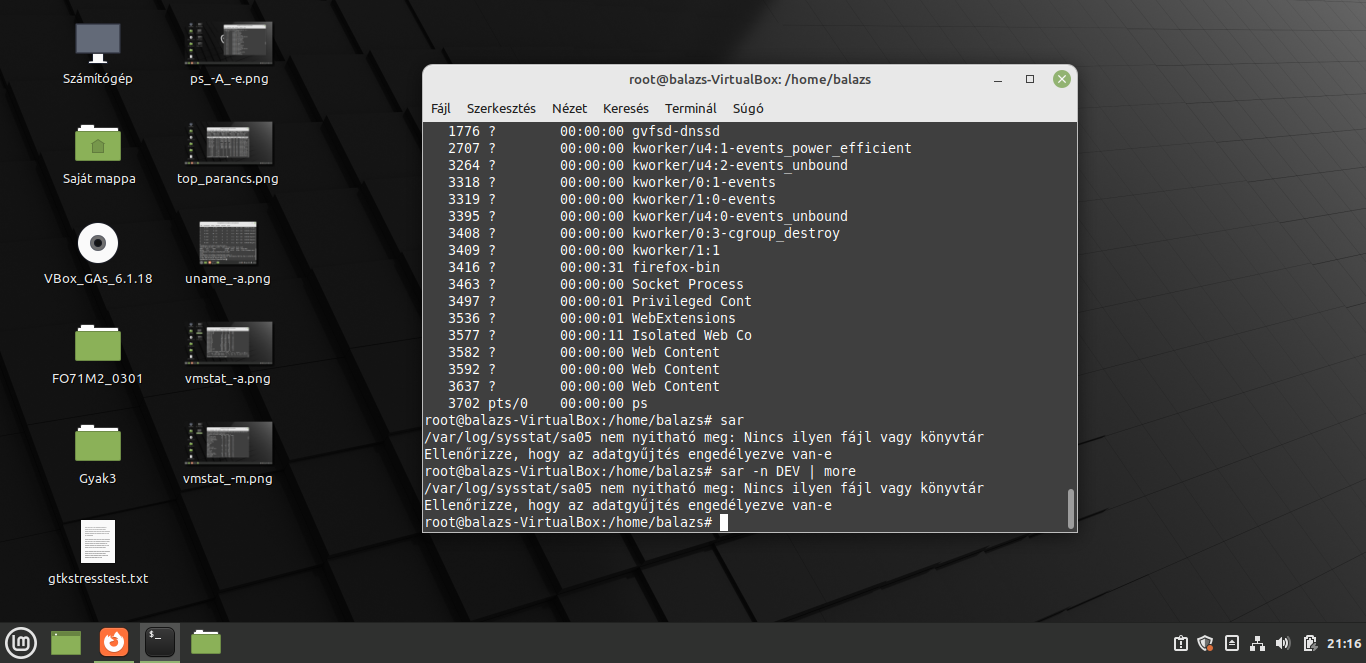 Számítógép
ps_-A_-e.png
Saját mappa
top_parancs.png
VBox_GAs_6.1.18
uname_-a.png
FO71M2_0301
vmstat_-a.png
Gyak3
vmstat_-m.png
gtkstresstest.txt
root@balazs-VirtualBox: /home/balazs
Fájl Szerkesztés Nézet Keresés Terminál Súgó
1776 ? 00:00:00 gvfsd-dnssd
2707 ? 00:00:00 kworker/u4:1-events_power_efficient
3264 ? 00:00:00 kworker/u4:2-events_unbound
3318 ? 00:00:00 kworker/0:1-events
3319 ? 00:00:00 kworker/1:0-events
3395 ? 00:00:00 kworker/u4:0-events_unbound
3408 ? 00:00:00 kworker/0:3-cgroup_destroy
3409 ? 00:00:00 kworker/1:1
3416 ? 00:00:31 firefox-bin
3463 ? 00:00:00 Socket Process
3497 ? 00:00:01 Privileged Cont
3536 ? 00:00:01 WebExtensions
3577 ? 00:00:11 Isolated Web Co
3582 ? 00:00:00 Web Content
3592 ? 00:00:00 Web Content
3637 ? 00:00:00 Web Content
3702 pts/0 00:00:00 ps
root@balazs-VirtualBox:/home/balazs# sar
/var/log/sysstat/sa05 nem nyitható meg: Nincs ilyen fájl vagy könyvtár
Ellenőrizze, hogy az adatgyűjtés engedélyezve van-e
root@balazs-VirtualBox:/home/balazs# sar -n DEV | more
/var/log/sysstat/sa05 nem nyitható meg: Nincs ilyen fájl vagy könyvtár
Ellenőrizze, hogy az adatgyűjtés engedélyezve van-e
root@balazs-VirtualBox:/home/balazs#
21:16